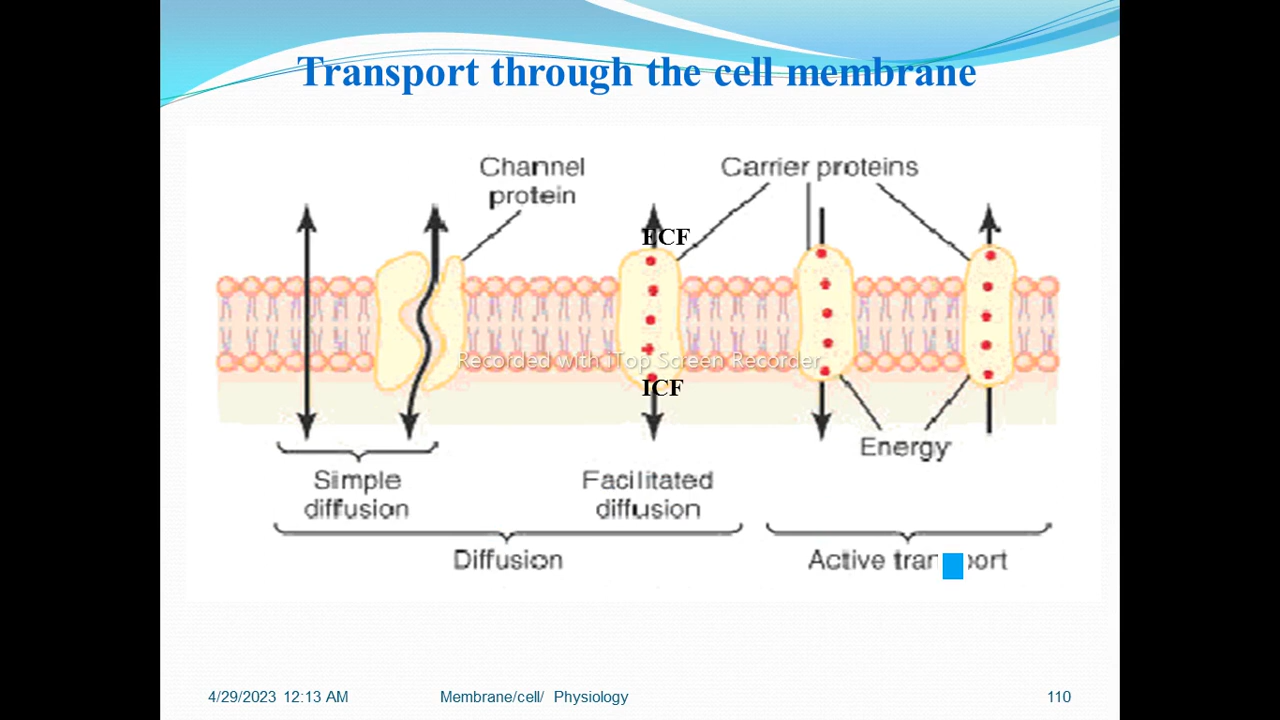 Transport through the cell membrane
Channel
protein
Carrier proteins
ECF
Recorded with iTop Screen Recorder
ICF
Energy
Simple
diffusion
Facilitated
diffusion
Diffusion
Active
4/29/2023 12:13 AM
Membrane/cell/ Physiology
110